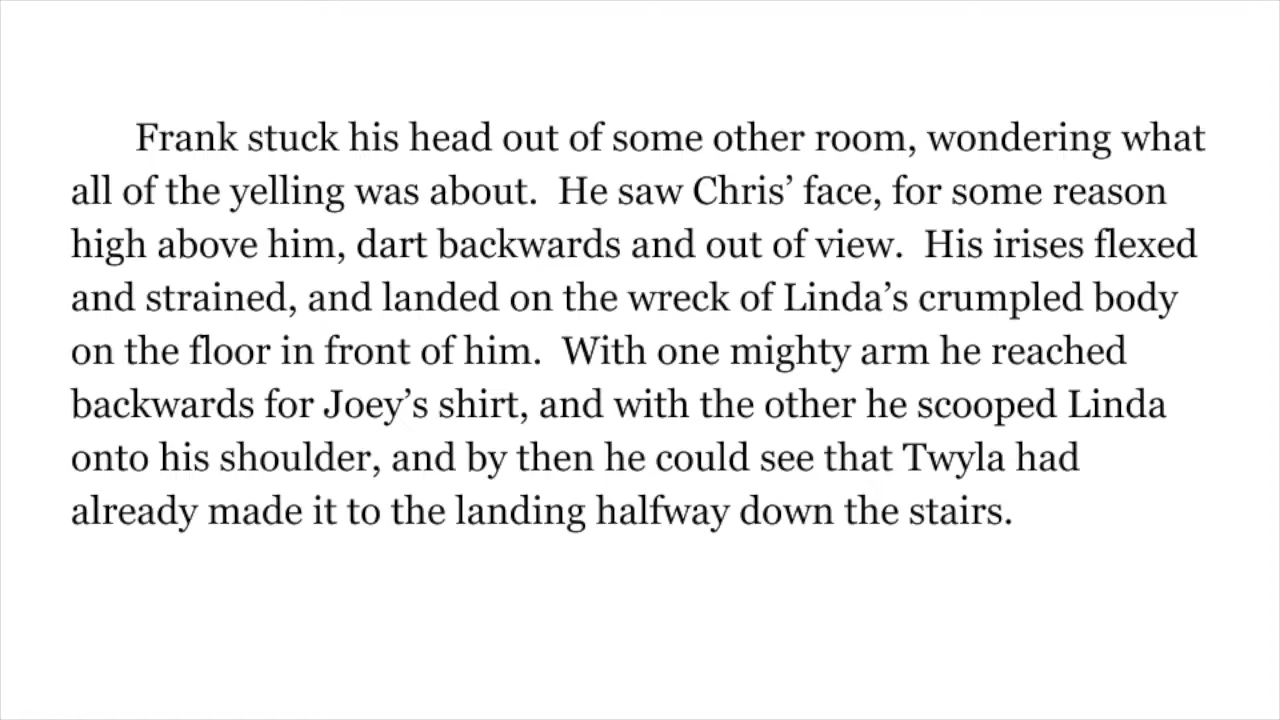 Frank stuck his head out of some other room, wondering what
all of the yelling was about.  He saw Chris’ face, for some reason
high above him, dart backwards and out of view.  His irises flexed
and strained, and landed on the wreck of Linda’s crumpled body
on the floor in front of him.  With one mighty arm he reached
backwards for Joey’s shirt, and with the other he scooped Linda
onto his shoulder, and by then he could see that Twyla had
already made it to the landing halfway down the stairs.